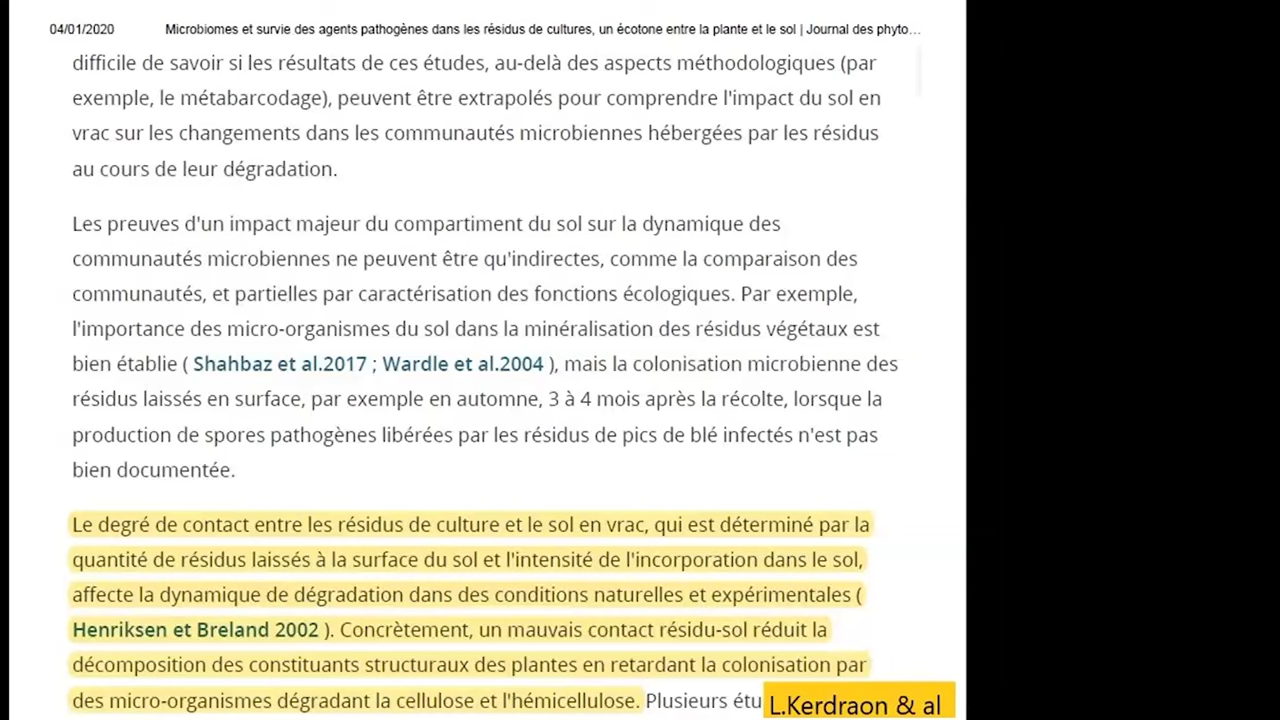 04/01/2020 Microbiomes et survie des agents pathogènes dans les résidus de cultures, un écotone entre la plante et le sol | Journal des phyto…
difficile de savoir si les résultats de ces études, au-delà des aspects méthodologiques (par
exemple, le métabarcodage), peuvent être extrapolés pour comprendre l'impact du sol en
vrac sur les changements dans les communautés microbiennes hébergées par les résidus
au cours de leur dégradation.
Les preuves d'un impact majeur du compartiment du sol sur la dynamique des
communautés microbiennes ne peuvent être qu'indirectes, comme la comparaison des
communautés, et partielles par caractérisation des fonctions écologiques. Par exemple,
l'importance des micro-organismes du sol dans la minéralisation des résidus végétaux est
bien établie ( Shahbaz et al.2017 ; Wardle et al.2004 ), mais la colonisation microbienne des
résidus laissés en surface, par exemple en automne, 3 à 4 mois après la récolte, lorsque la
production de spores pathogènes libérées par les résidus de pics de blé infectés n'est pas
bien documentée.
Le degré de contact entre les résidus de culture et le sol en vrac, qui est déterminé par la
quantité de résidus laissés à la surface du sol et l'intensité de l'incorporation dans le sol,
affecte la dynamique de dégradation dans des conditions naturelles et expérimentales (
Henriksen et Breland 2002 ). Concrètement, un mauvais contact résidu-sol réduit la
décomposition des constituants structuraux des plantes en retardant la colonisation par
des micro-organismes dégradant la cellulose et l'hémicellulose. Plusieurs étu
L.Kerdraon & al